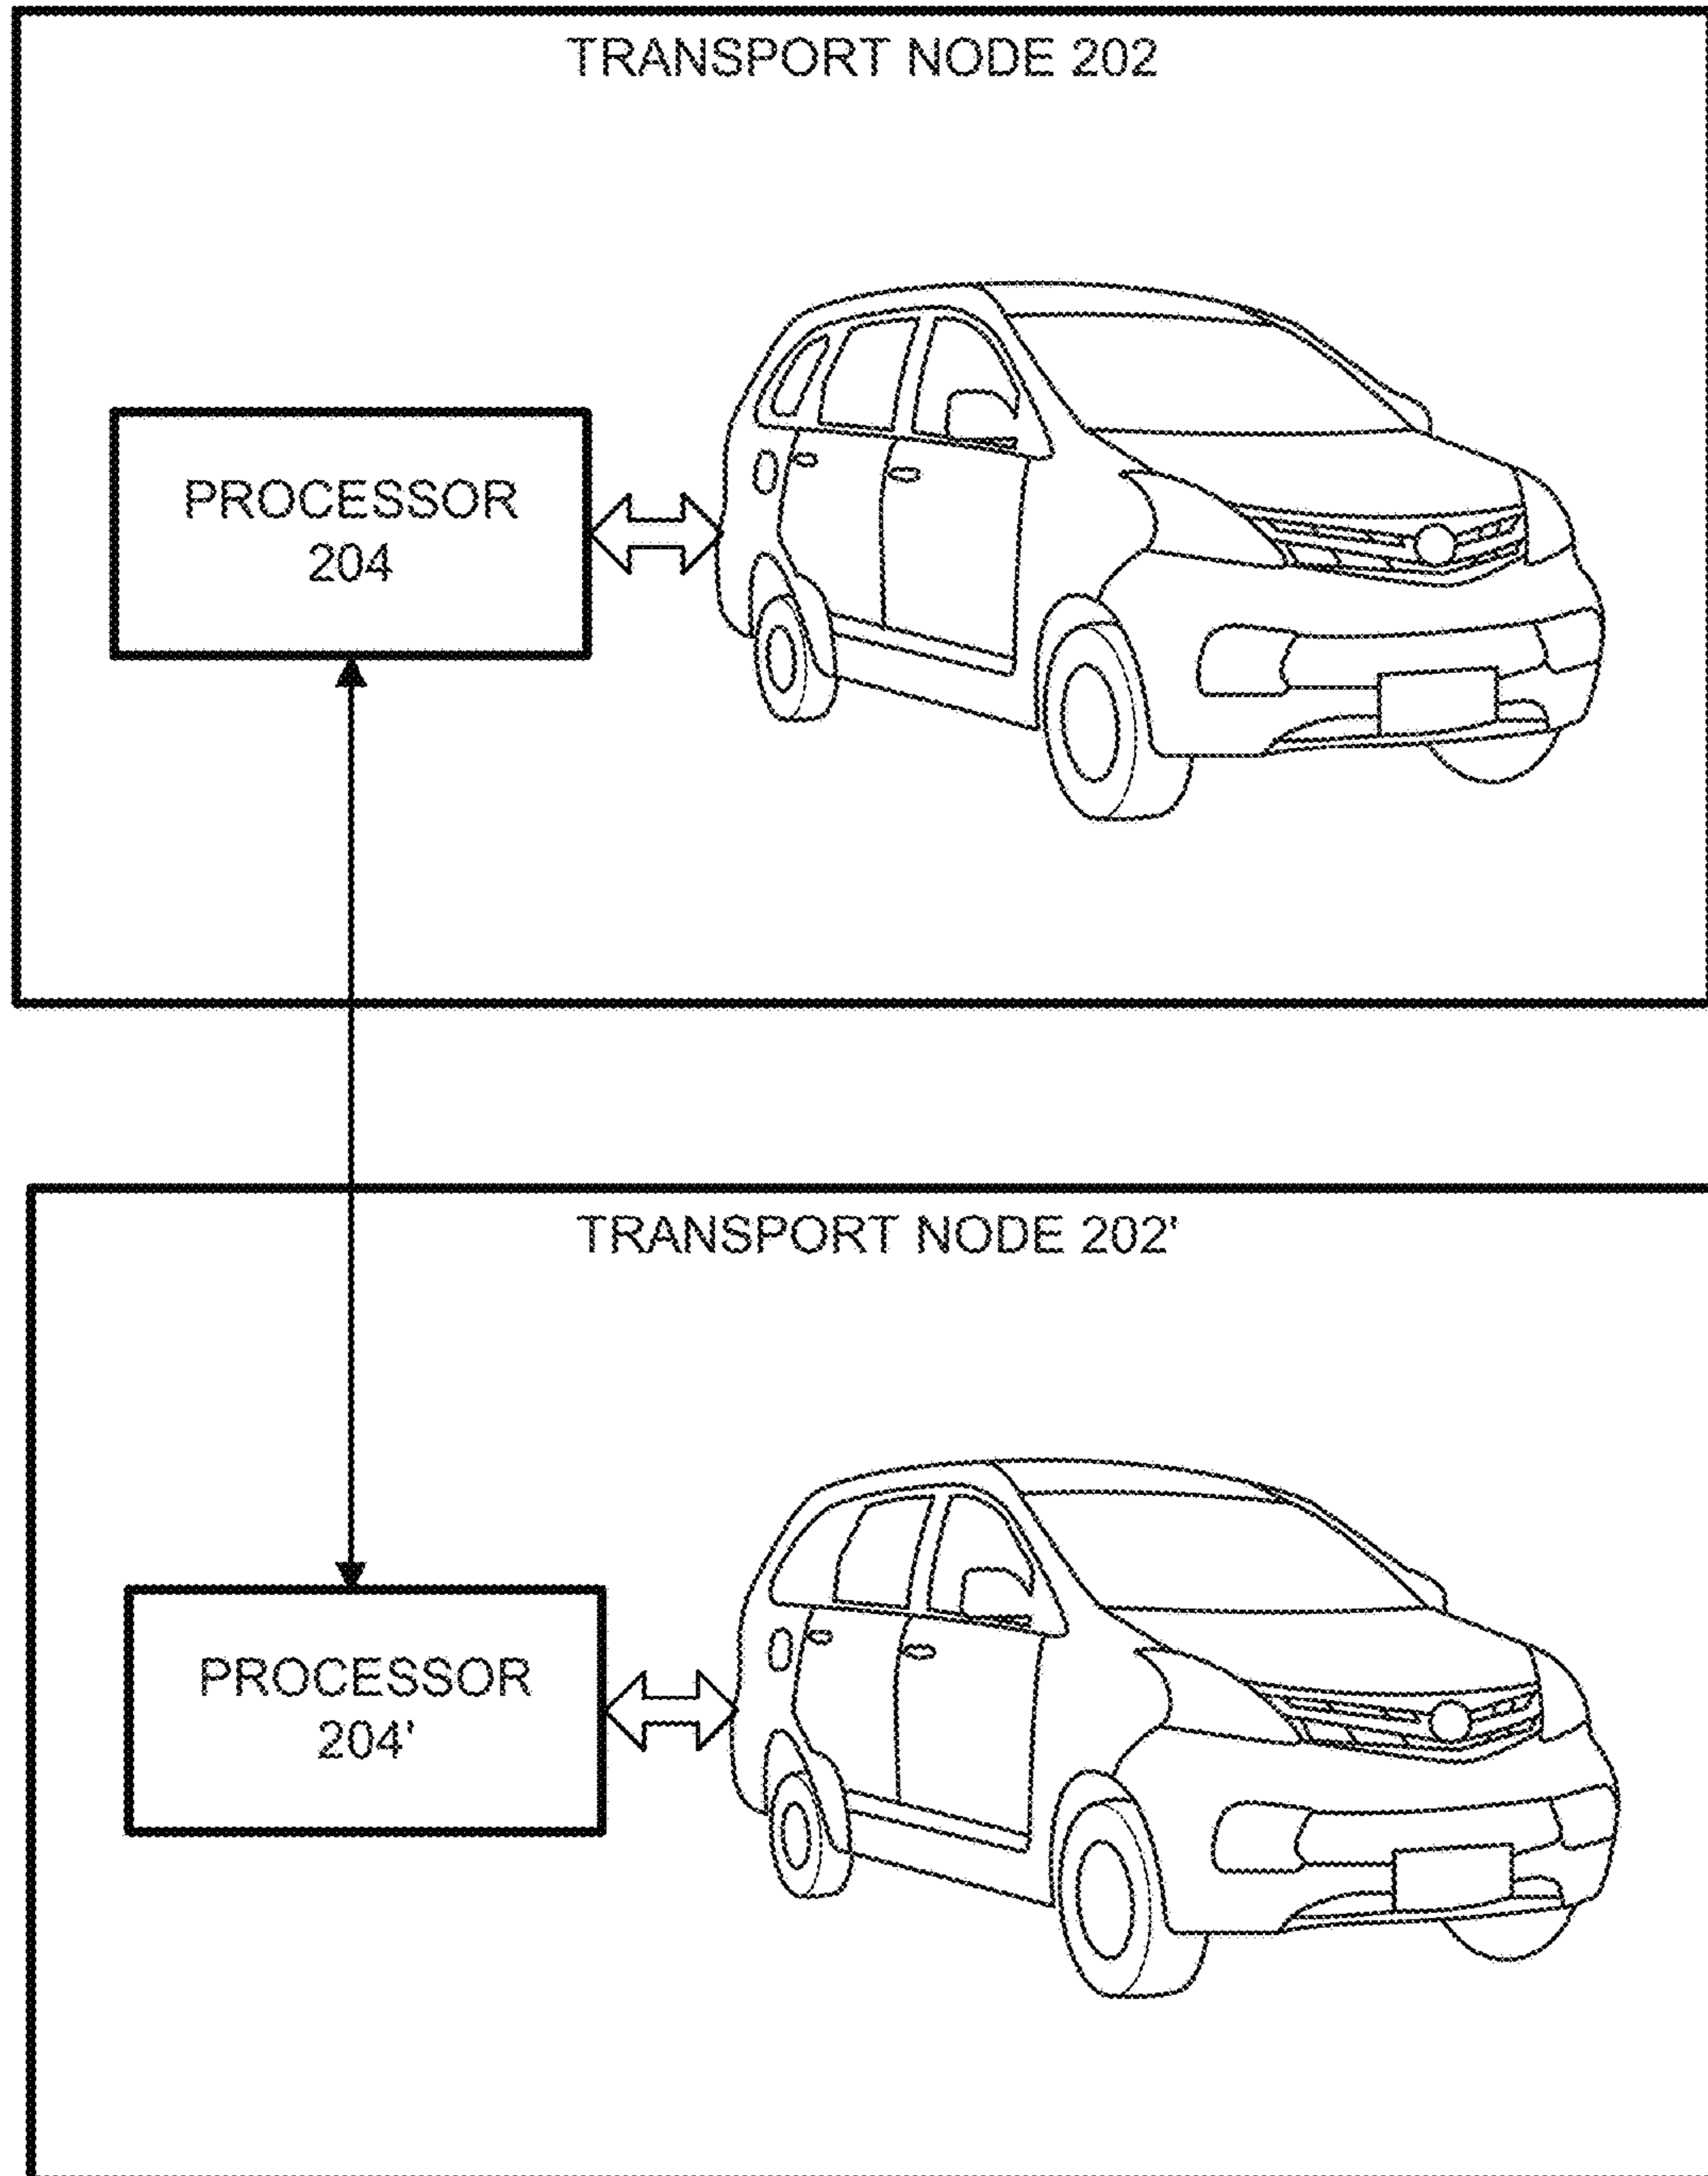 TRANSPORT NODE 202
PROCESSOR
204
TRANSPORT NODE 202'
PROCESSOR
204'